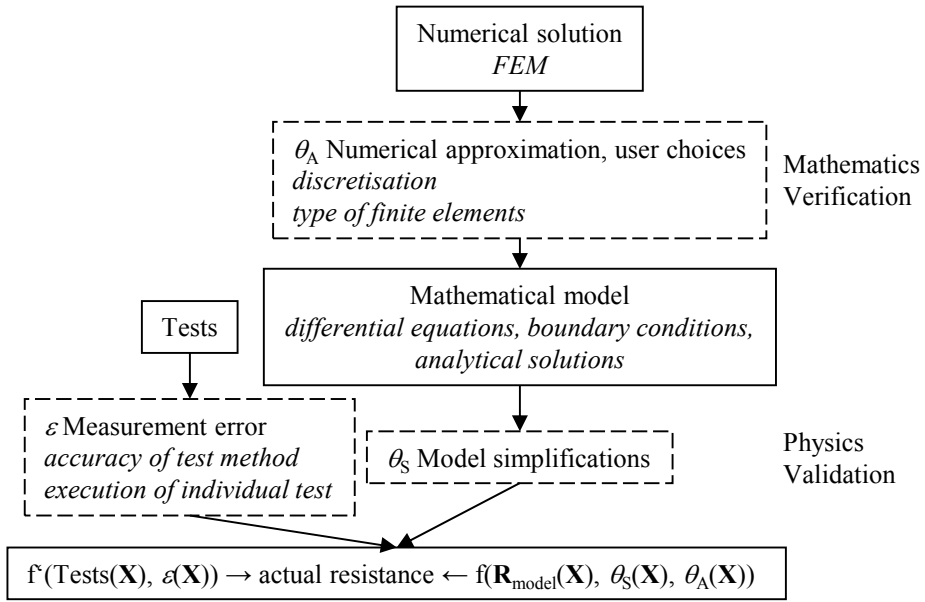 Numerical solution
FEM
θA Numerical approximation, user choices
discretisation
type of finite elements
Mathematics
Verification
Mathematical model
differential equations, boundary conditions,
analytical solutions
Tests
ε Measurement error
accuracy of test method
execution of individual test
θS Model simplifications
Physics
Validation
f‘(Tests(X), ε(X)) → actual resistance ← f(Rmodel(X), θS(X), θA(X))